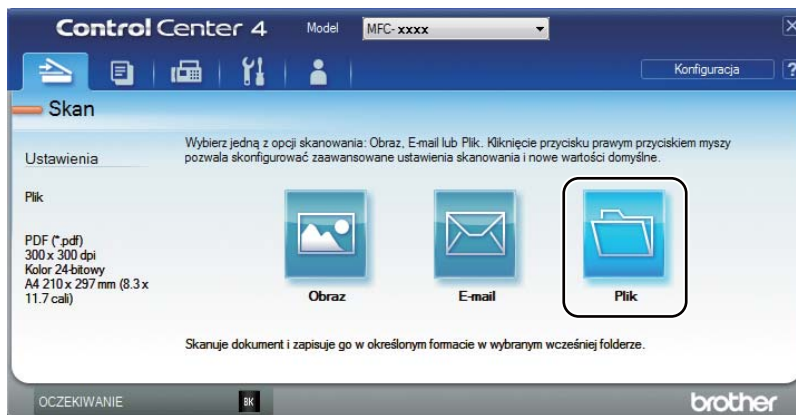 Control Center 4
Model
MFC- xxxx
Konfiguracja
?
Skan
Wybierz jedną z opcji skanowania: Obraz, E-mail lub Plik. Kliknięcie przycisku prawym przyciskiem myszy
pozwala skonfigurować zaawansowane ustawienia skanowania i nowe wartości domyślne.
Ustawienia
Plik
PDF (*.pdf)
300 x 300 dpi
Kolor 24-bitowy
A4 210 x 297 mm (8.3 x
11.7 cali)
Obraz
E-mail
Plik
Skanuje dokument i zapisuje go w określonym formacie w wybranym wcześniej folderze.
OCZEKIWANIE
BK
brother